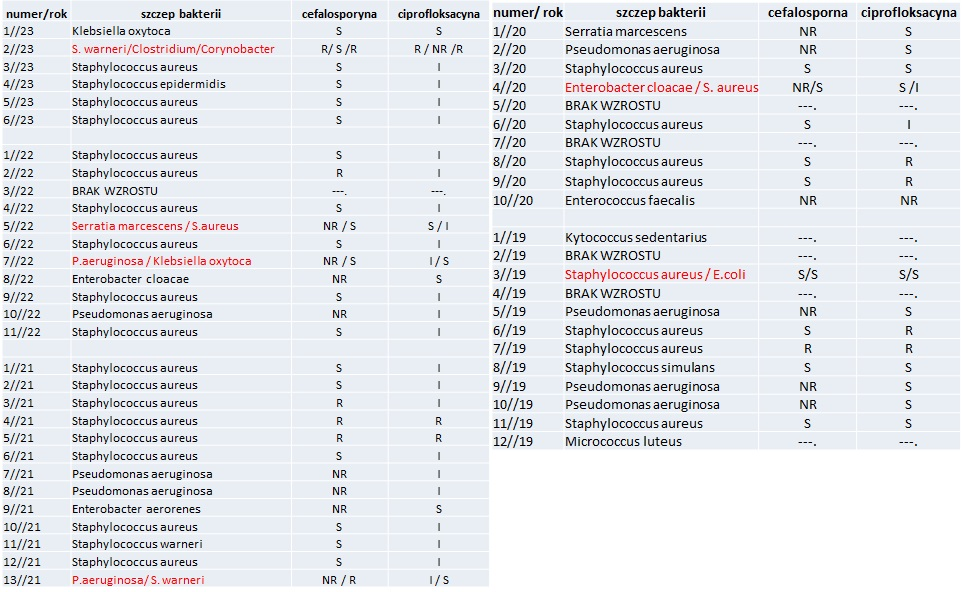 numer/rok szczep bakterii cefalosporyna ciprofloksacyna
1//23 Klebsiella oxytoca S S
2//23 S. warneri/Clostridium/Corynobacter R/ S /R R / NR /R
3//23 Staphylococcus aureus S I
4//23 Staphylococcus epidermidis S I
5//23 Staphylococcus aureus S I
6//23 Staphylococcus aureus S I
1//22 Staphylococcus aureus S I
2//22 Staphylococcus aureus R I
3//22 BRAK WZROSTU ---. ---.
4//22 Staphylococcus aureus S I
5//22 Serratia marcescens / S.aureus NR / S S / I
6//22 Staphylococcus aureus S I
7//22 P.aeruginosa / Klebsiella oxytoca NR / S I / S
8//22 Enterobacter cloacae NR S
9//22 Staphylococcus aureus S I
10//22 Pseudomonas aeruginosa NR I
11//22 Staphylococcus aureus S I
1//21 Staphylococcus aureus S I
2//21 Staphylococcus aureus S I
3//21 Staphylococcus aureus R I
4//21 Staphylococcus aureus R R
5//21 Staphylococcus aureus R R
6//21 Staphylococcus aureus S I
7//21 Pseudomonas aeruginosa NR I
8//21 Pseudomonas aeruginosa NR I
9//21 Enterobacter aerorenes NR S
10//21 Staphylococcus aureus S I
11//21 Staphylococcus warneri S I
12//21 Staphylococcus aureus S I
13//21 P.aeruginosa/ S. warneri NR / R I / S
numer/ rok szczep bakterii cefalosporna ciprofloksacyna
1//20 Serratia marcescens NR S
2//20 Pseudomonas aeruginosa NR S
3//20 Staphylococcus aureus S S
4//20 Enterobacter cloacae / S. aureus NR/S S /I
5//20 BRAK WZROSTU ---. ---.
6//20 Staphylococcus aureus S I
7//20 BRAK WZROSTU ---. ---.
8//20 Staphylococcus aureus S R
9//20 Staphylococcus aureus S R
10//20 Enterococcus faecalis NR NR
1//19 Kytococcus sedentarius ---. ---.
2//19 BRAK WZROSTU ---. ---.
3//19 Staphylococcus aureus / E.coli S/S S/S
4//19 BRAK WZROSTU ---. ---.
5//19 Pseudomonas aeruginosa NR S
6//19 Staphylococcus aureus S R
7//19 Staphylococcus aureus R R
8//19 Staphylococcus simulans S S
9//19 Pseudomonas aeruginosa NR S
10//19 Pseudomonas aeruginosa NR S
11//19 Staphylococcus aureus S S
12//19 Micrococcus luteus ---. ---.